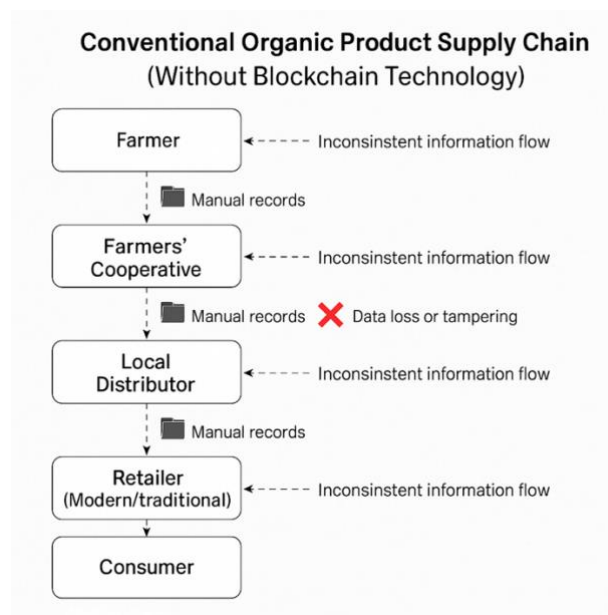 Conventional Organic Product Supply Chain
(Without Blockchain Technology)
Farmer
Inconsinstent information flow
Manual records
Farmers'
Cooperative
Inconsinstent information flow
Manual records
Data loss or tampering
Local
Distributor
Inconsinstent information flow
Manual records
Retailer
(Modern/traditional)
Inconsinstent information flow
Consumer